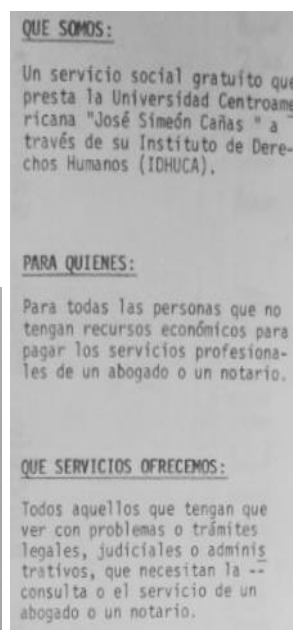 QUE SOMOS:
Un servicio social gratuito que
presta la Universidad Centroame
ricana "José Simeón Cañas " a
través de su Instituto de Dere-
chos Humanos (IDHUCA).
PARA QUIENES:
Para todas las personas que no
tengan recursos económicos para
pagar los servicios profesiona-
les de un abogado o un notario.
QUE SERVICIOS OFRECEMOS:
Todos aquellos que tengan que
ver con problemas o trámites
legales, judiciales o adminis
trativos, que necesitan la --
consulta o el servicio de un
abogado o un notario.